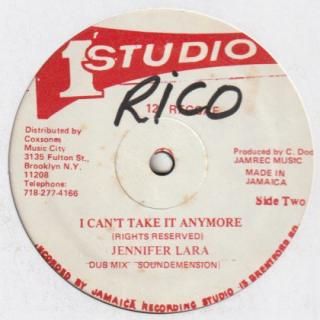 1 STUDIO
RICO
12
Distributed by
Coxsones
Music City
3135 Fulton St.,
Brooklyn N.Y.
11208
Telephone:
718-277-4166
Produced by C.
JAMREC MUSIC
MADE IN
JAMAICA
Side Two
I CAN'T TAKE IT ANYMORE
(RIGHTS RESERVED)
JENNIFER LARA
DUB MIX SOUNDEMENSION)
RECORDED BY JAMAICA RECORDING STUDIO 13 BRENTFORD RD.